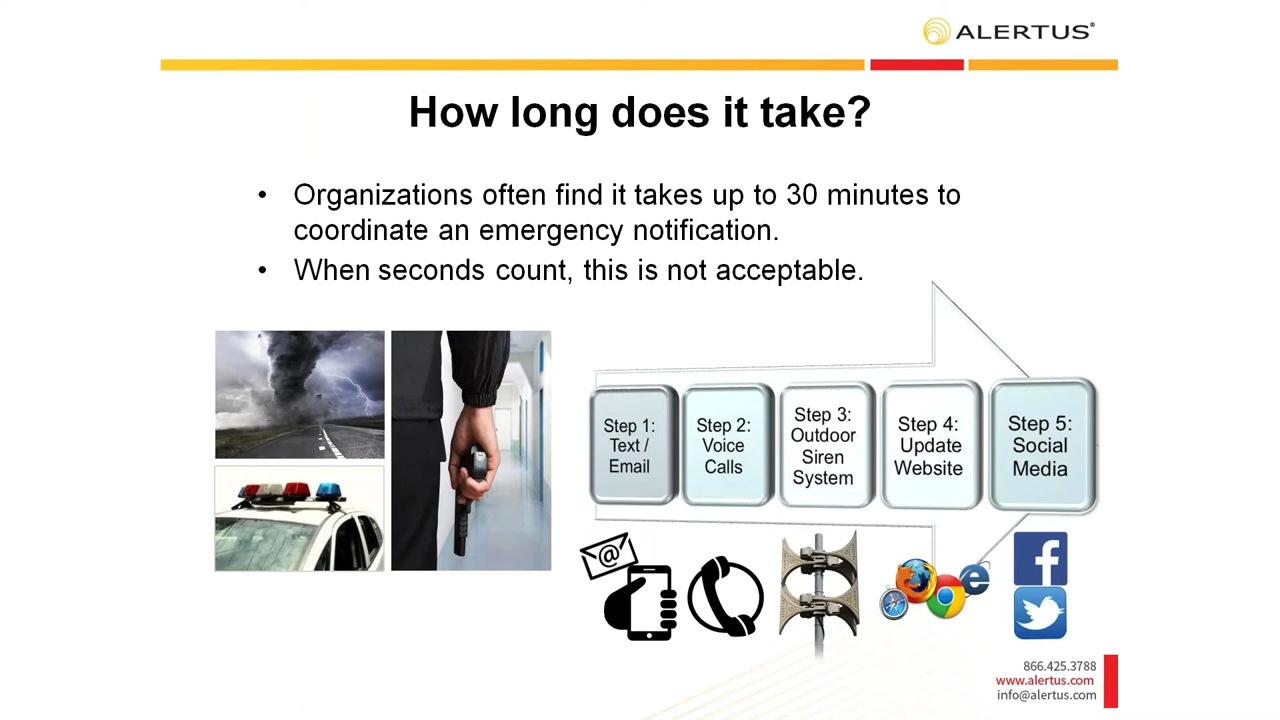 ALERTUS®
How long does it take?
• Organizations often find it takes up to 30 minutes to
coordinate an emergency notification.
• When seconds count, this is not acceptable.
Step 1:
Text /
Email
Step 2:
Voice
Calls
Step 3:
Outdoor
Siren
System
Step 4:
Update
Website
Step 5:
Social
Media
@
866.425.3788
www.alertus.com
info@alertus.com